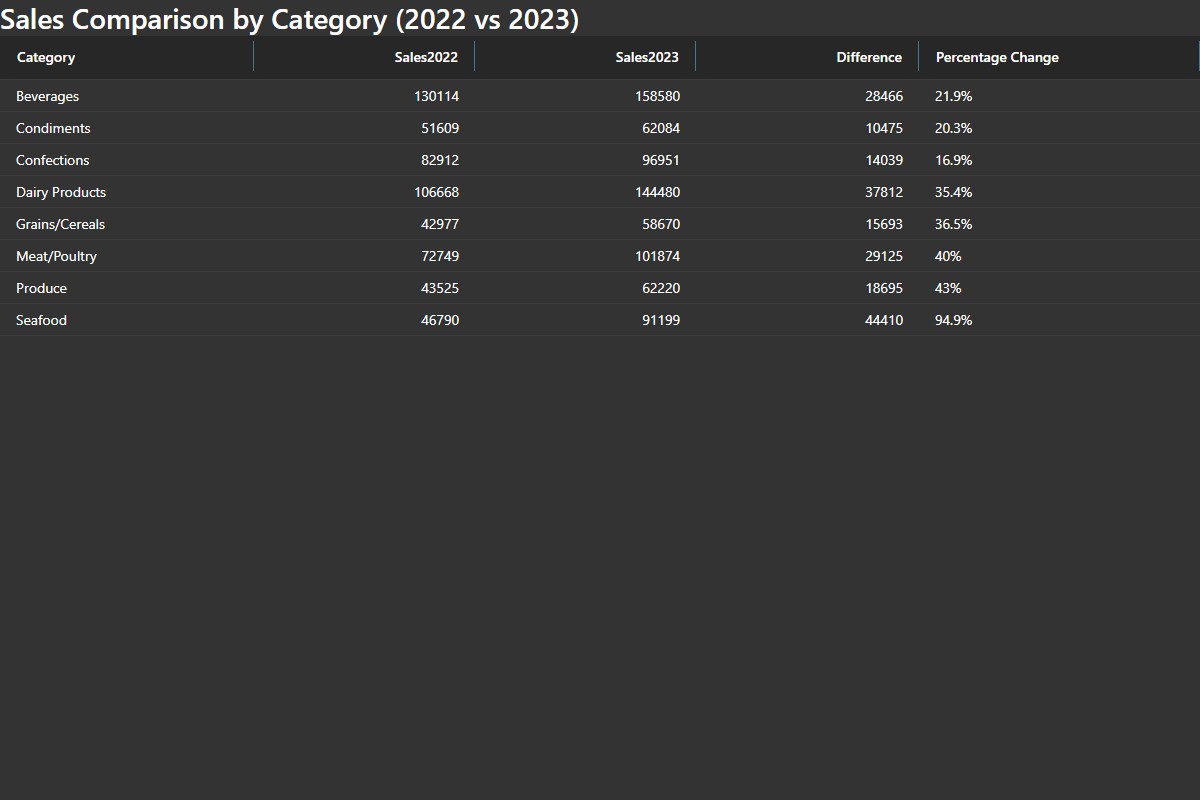 Sales Comparison by Category (2022 vs 2023)
Category Sales2022 Sales2023 Difference Percentage Change
Beverages 130114 158580 28466 21.9%
Condiments 51609 62084 10475 20.3%
Confections 82912 96951 14039 16.9%
Dairy Products 106668 144480 37812 35.4%
Grains/Cereals 42977 58670 15693 36.5%
Meat/Poultry 72749 101874 29125 40%
Produce 43525 62220 18695 43%
Seafood 46790 91199 44410 94.9%